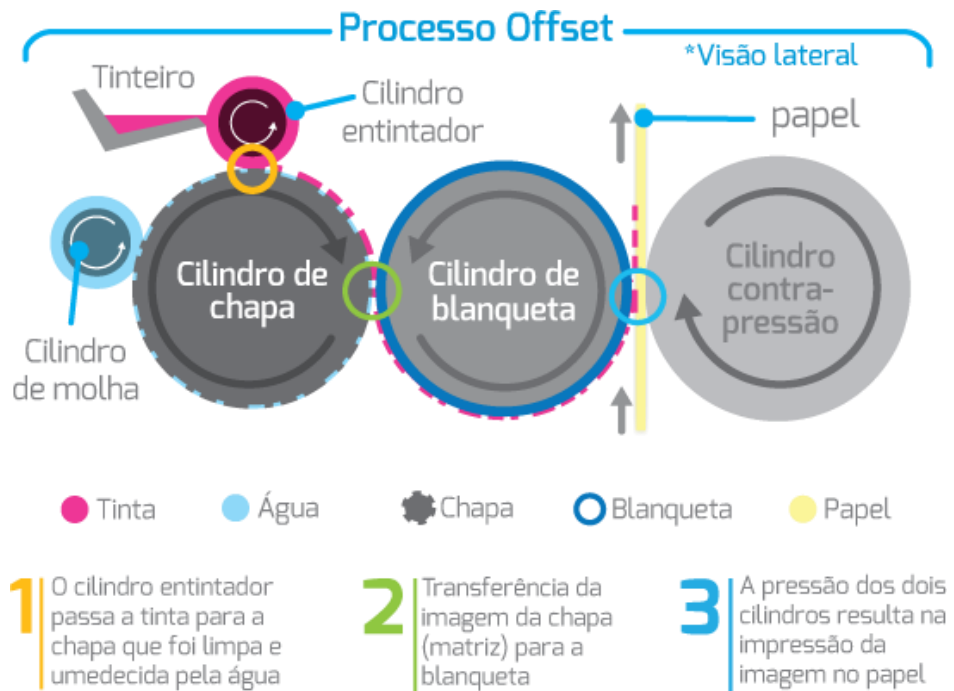 Processo Offset
*Visão lateral
Tinteiro
Cilindro
entintador
papel
Cilindro de
chapa
Cilindro de
blanqueta
Cilindro
contra-
pressão
Cilindro
de molha
Tinta
Água
Chapa
Blanqueta
Papel
1
O cilindro entintador
passa a tinta para a
chapa que foi limpa e
umedecida pela água
2
Transferência da
imagem da chapa
(matriz) para a
blanqueta
3
A pressão dos dois
cilindros resulta na
impressão da
imagem no papel